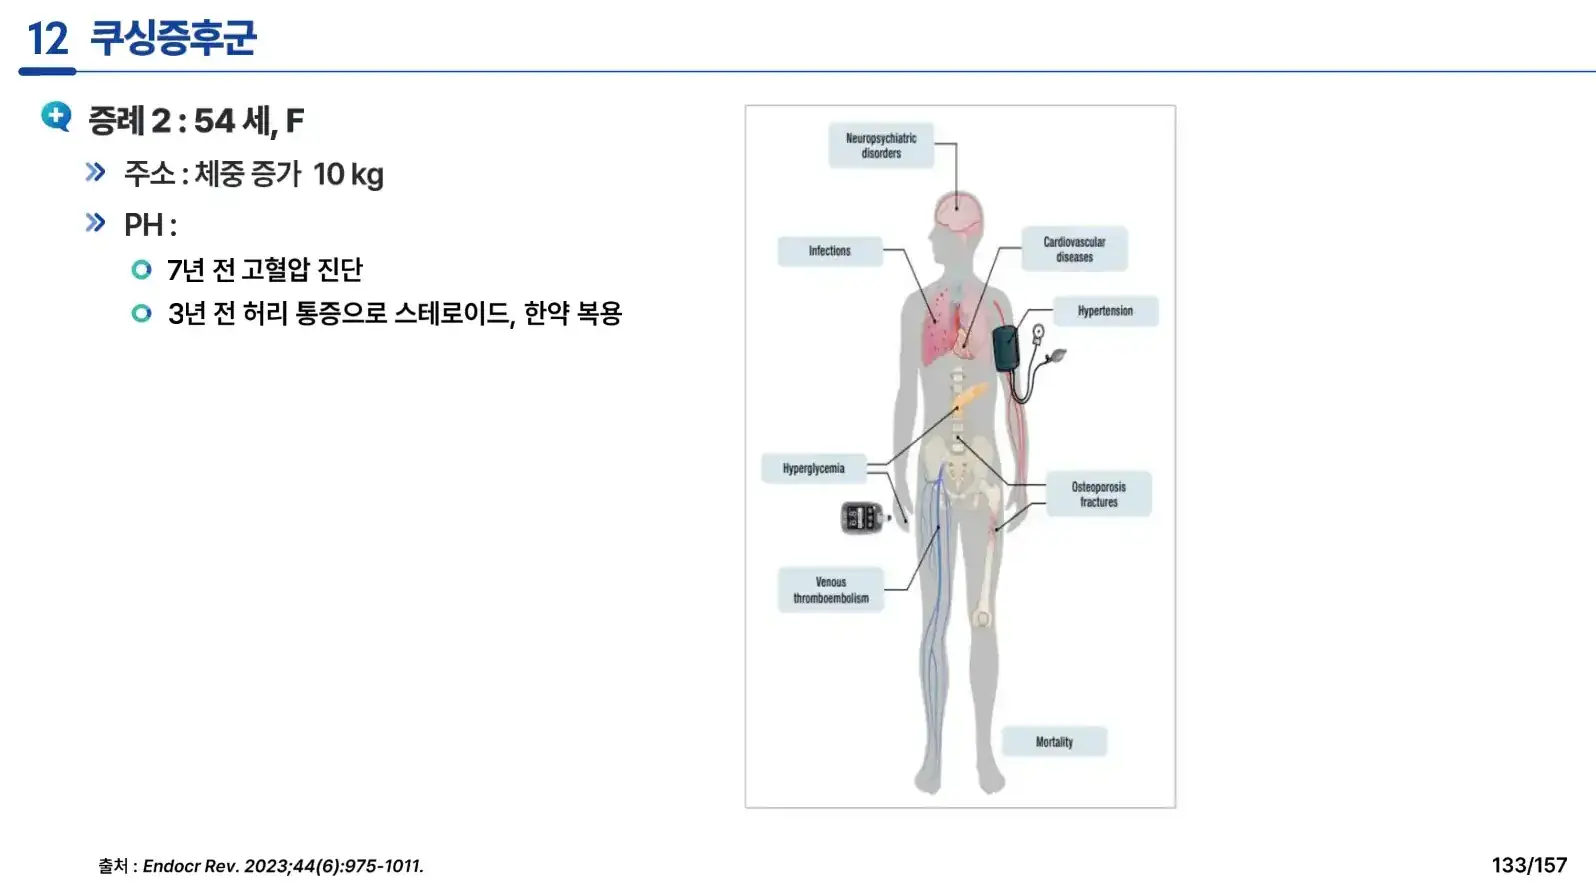 12 쿠싱증후군
증례 2 : 54 세, F
주소 : 체중 증가 10 kg
PH :
7년 전 고혈압 진단
3년 전 허리 통증으로 스테로이드, 한약 복용
Neuropsychiatric
disorders
Infections
Cardiovascular
diseases
Hypertension
Hyperglycemia
Osteoporosis
fractures
Venous
thromboembolism
Mortality
출처 : Endocr Rev. 2023;44(6):975-1011.
133/157